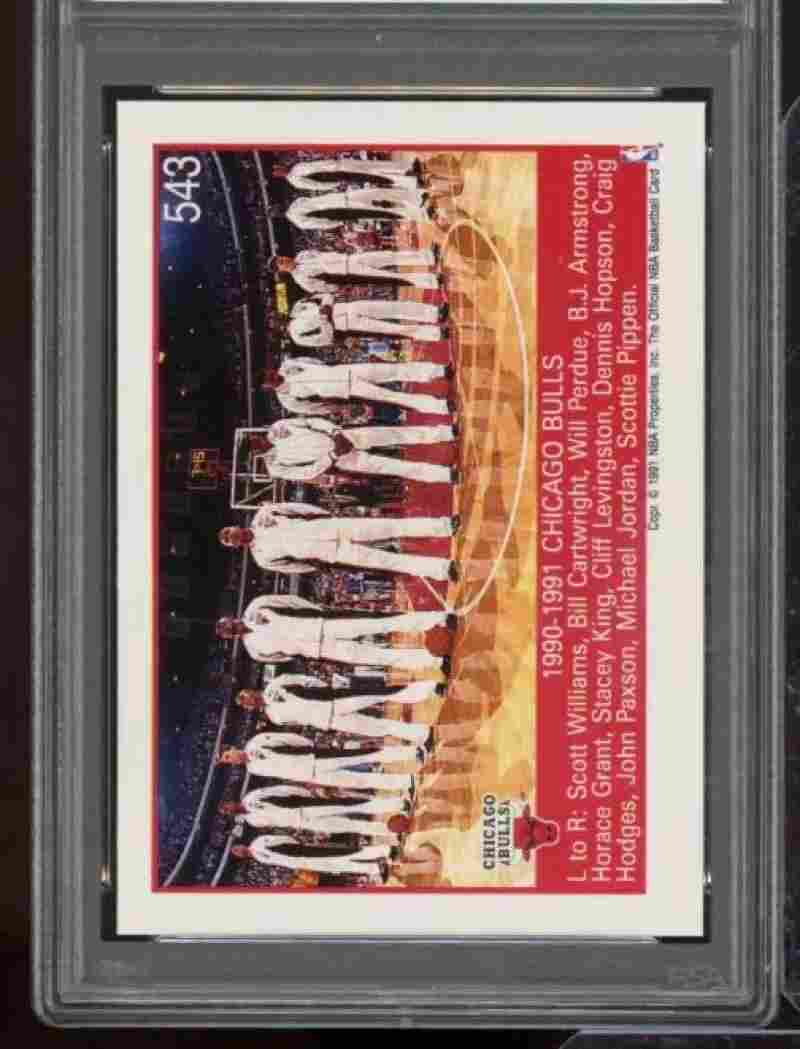 543
CHICAGO
BULLS
1990-1991 CHICAGO BULLS
L to R: Scott Williams, Bill Cartwright, Will Perdue, B.J. Armstrong,
Horace Grant, Stacey King, Cliff Levingston, Dennis Hopson, Craig
Hodges, John Paxson, Michael Jordan, Scottie Pippen.
Copr. © 1991 NBA Properties, Inc. The Official NBA Basketball Card
PSA